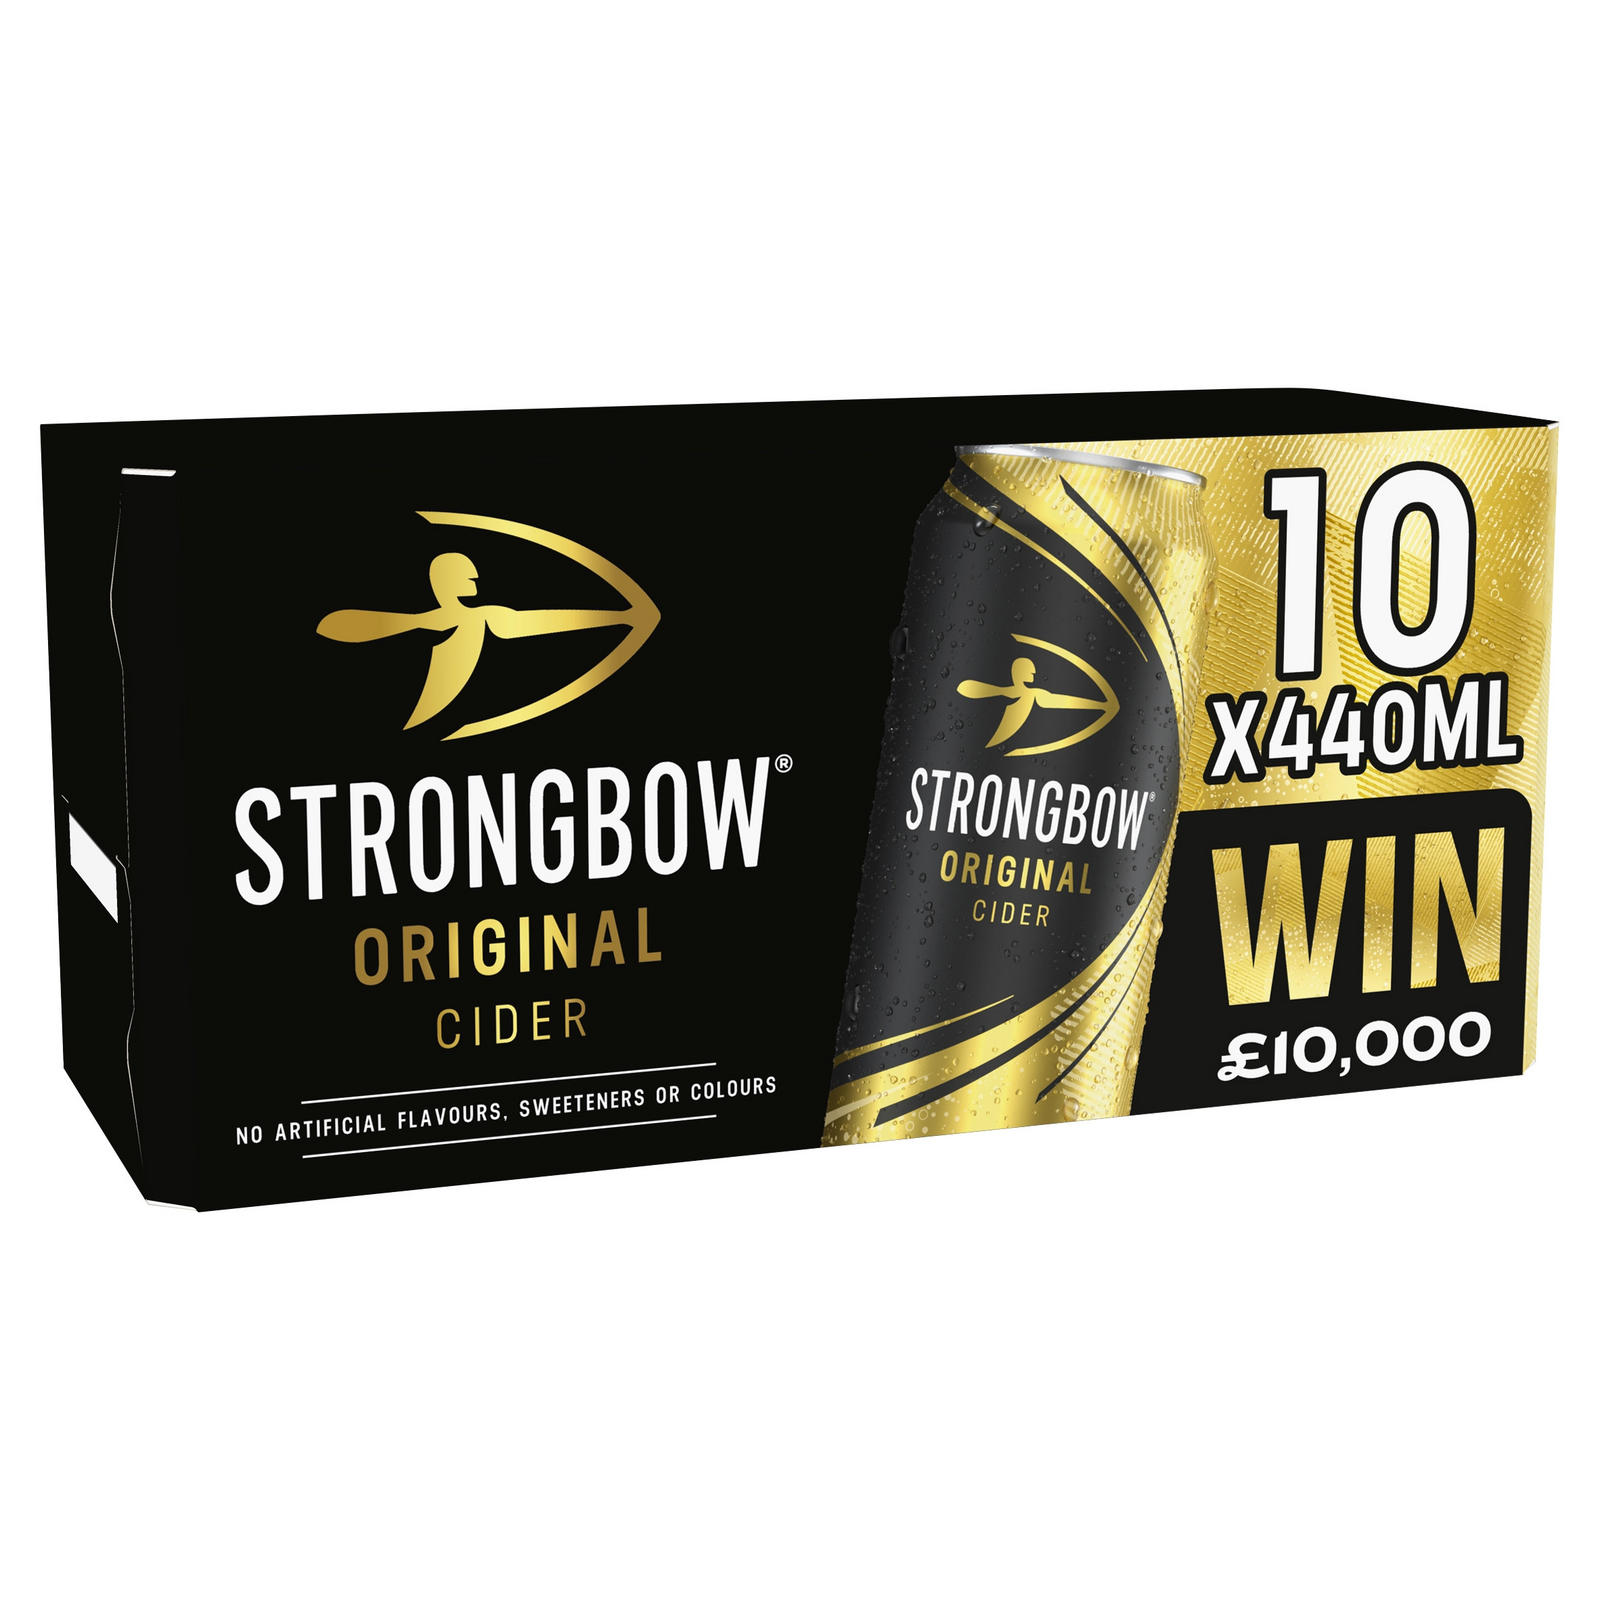 STRONGBOW®
ORIGINAL
CIDER
NO ARTIFICIAL FLAVOURS, SWEETENERS OR COLOURS
STRONGBOW®
ORIGINAL
CIDER
10
X440ML
WIN
£10,000